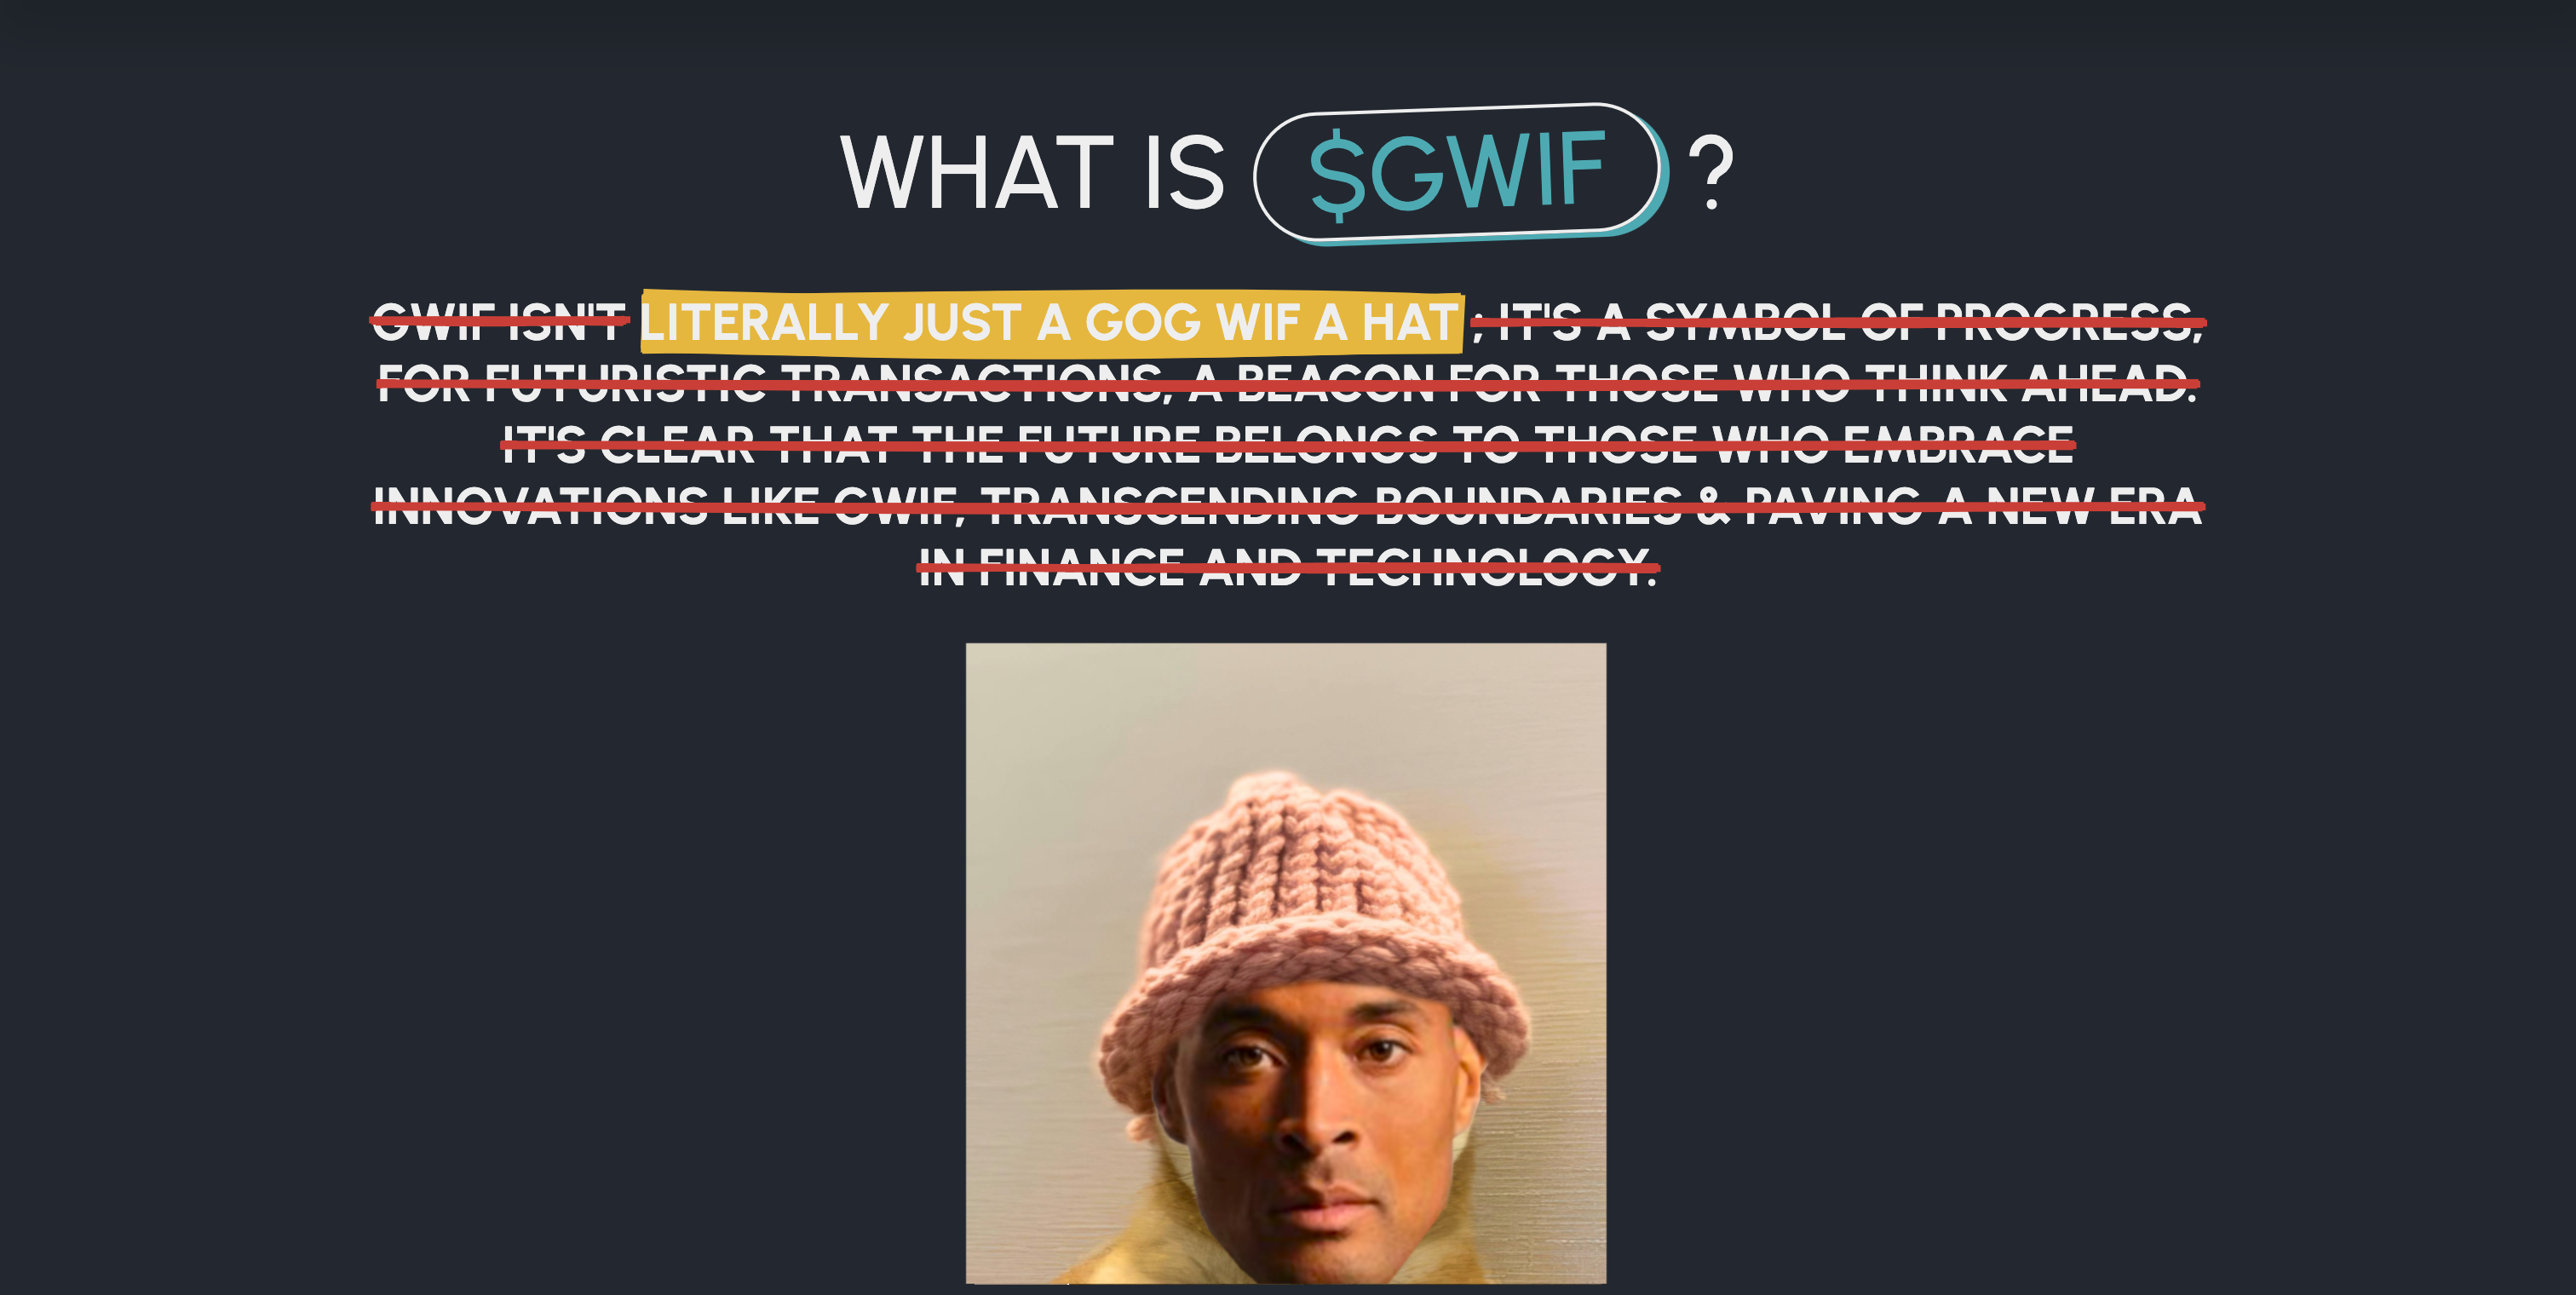 WHAT IS $GWIF ?
GWIF ISN'T LITERALLY JUST A GOG WIF A HAT ; IT'S A SYMBOL OF PROGRESS,
FOR FUTURISTIC TRANSACTIONS, A BEACON FOR THOSE WHO THINK AHEAD.
IT'S CLEAR THAT THE FUTURE BELONGS TO THOSE WHO EMBRACE
INNOVATIONS LIKE GWIF, TRANSCENDING BOUNDARIES & PAVING A NEW ERA
IN FINANCE AND TECHNOLOGY.